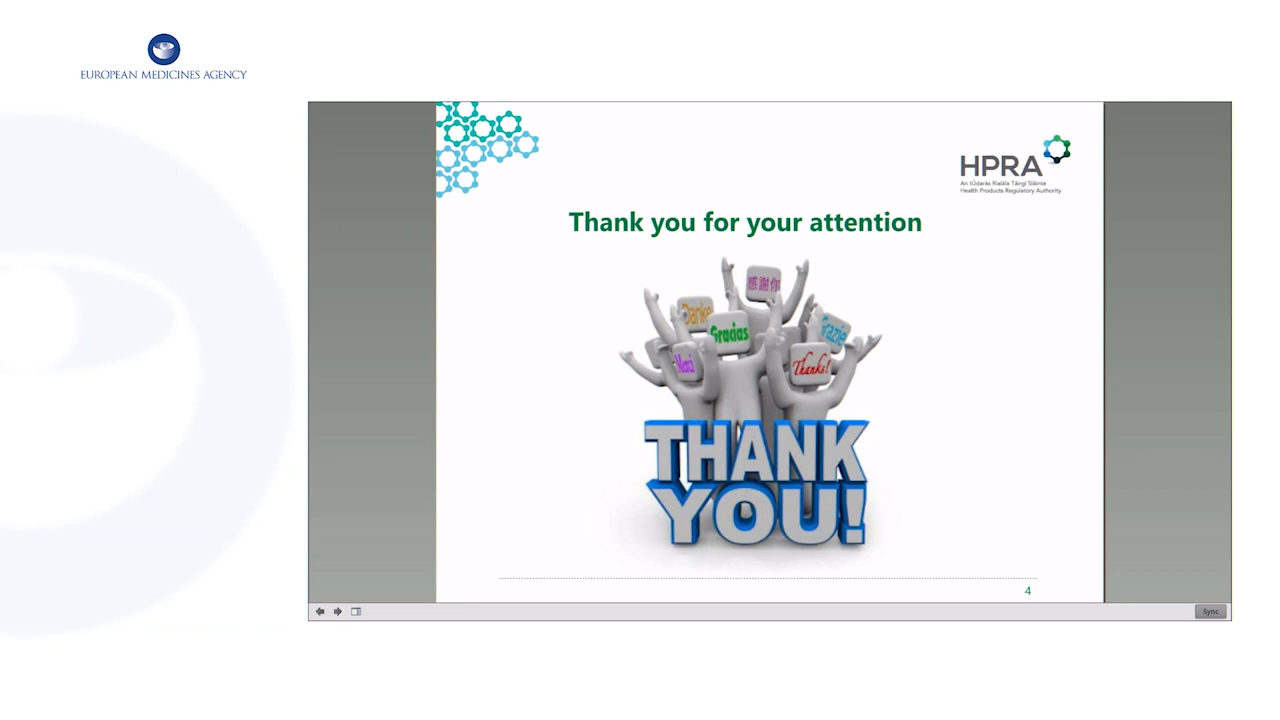 EUROPEAN MEDICINES AGENCY
HPRA
An tÚdarás Rialála Táirgí Sláinte
Health Products Regulatory Authority
Thank you for your attention
感謝你
Danke
Gracias
Grazie
Merci
Thanks!
THANK
YOU!
4
Sync